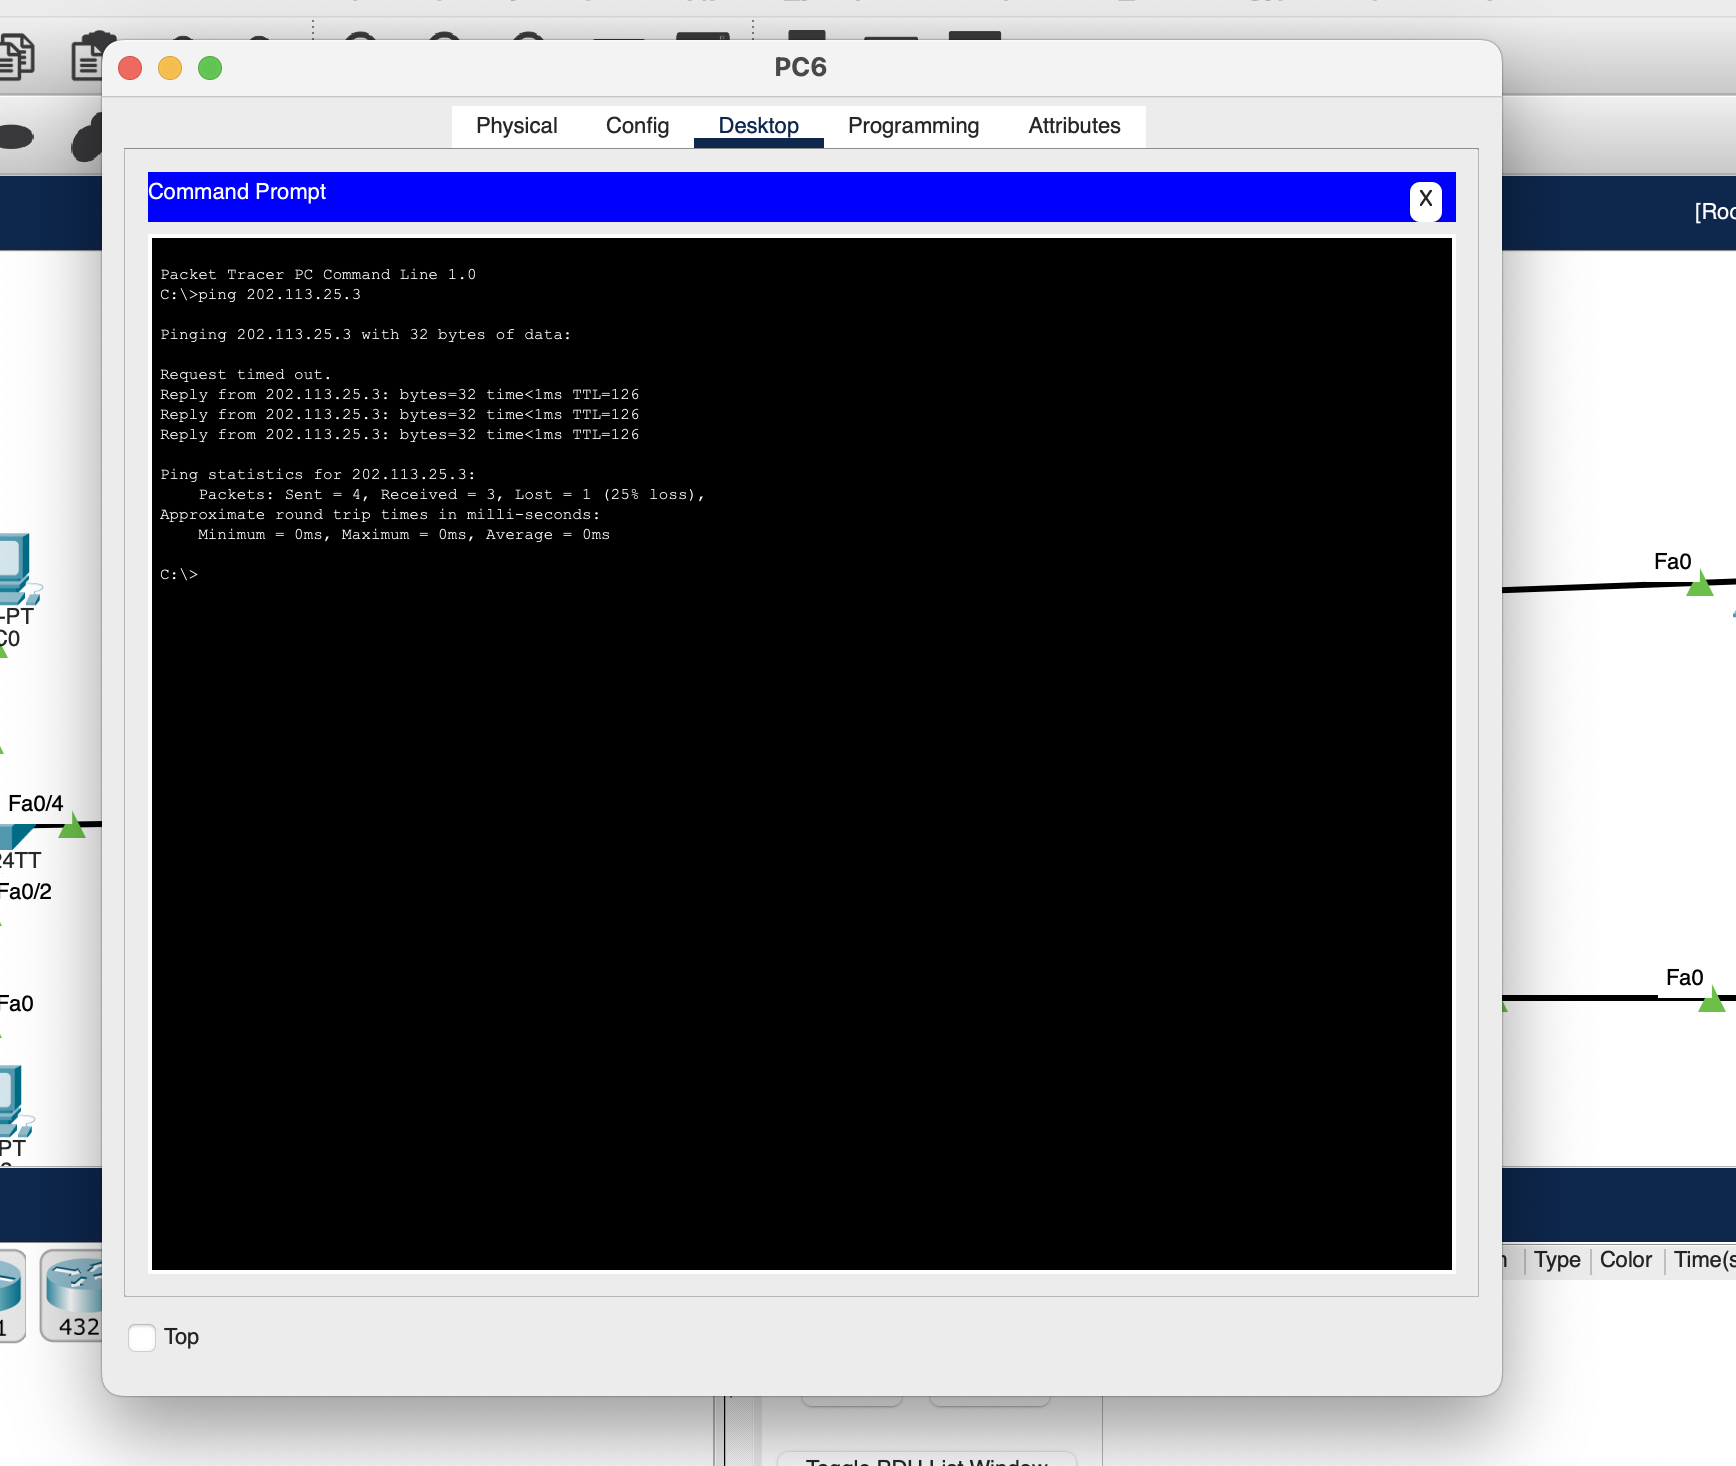 PC6
Physical
Config
Desktop
Programming
Attributes
Command Prompt
X
Packet Tracer PC Command Line 1.0
C:\>ping 202.113.25.3
Pinging 202.113.25.3 with 32 bytes of data:
Request timed out.
Reply from 202.113.25.3: bytes=32 time<1ms TTL=126
Reply from 202.113.25.3: bytes=32 time<1ms TTL=126
Reply from 202.113.25.3: bytes=32 time<1ms TTL=126
Ping statistics for 202.113.25.3:
Packets: Sent = 4, Received = 3, Lost = 1 (25% loss),
Approximate round trip times in milli-seconds:
Minimum = 0ms, Maximum = 0ms, Average = 0ms
C:\>
Top
[Roo
Fa0
Fa0
-PT
C0
Fa0/4
24TT
Fa0/2
Fa0
PT
1
432
Type
Color
Time(s
Toggle PDU List Window